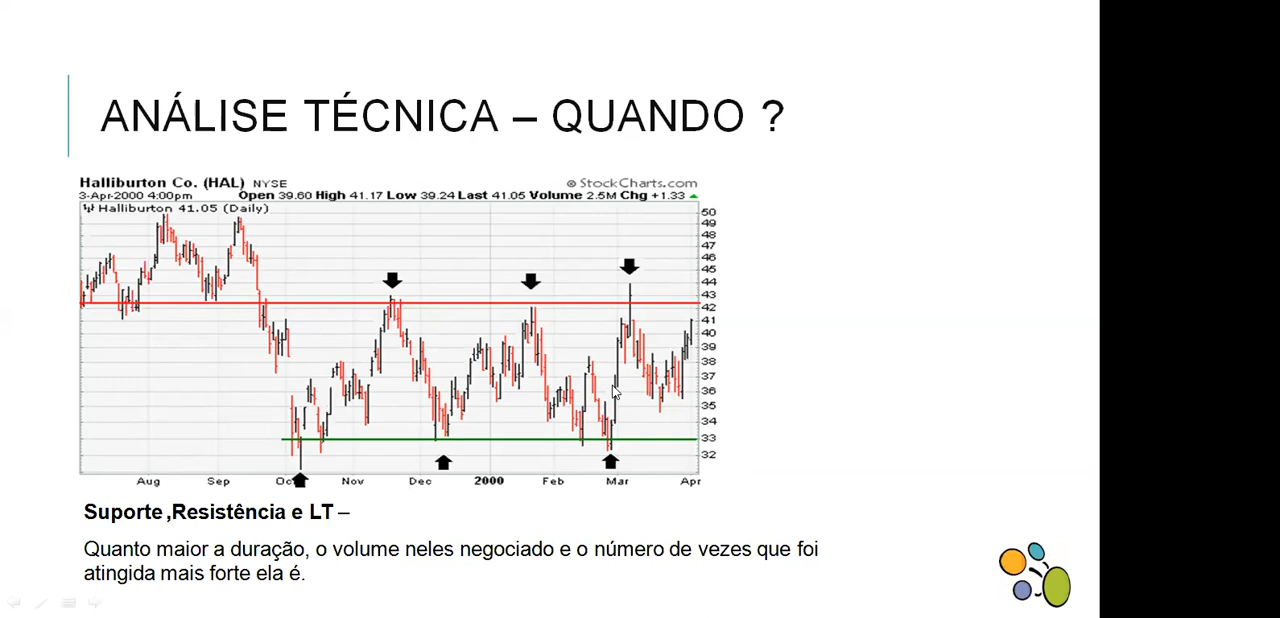 ANÁLISE TÉCNICA – QUANDO ?
Halliburton Co. (HAL) NYSE © StockCharts.com
3-Apr-2000 4:00pm Open 39.60 High 41.17 Low 39.24 Last 41.05 Volume 2.5M Chg +1.33
Halliburton 41.05 (Daily)
50
49
48
47
46
45
44
43
42
41
40
39
38
37
36
35
34
33
32
Aug Sep Oc Nov Dec 2000 Feb Mar Apr
Suporte ,Resistência e LT –
Quanto maior a duração, o volume neles negociado e o número de vezes que foi
atingida mais forte ela é.